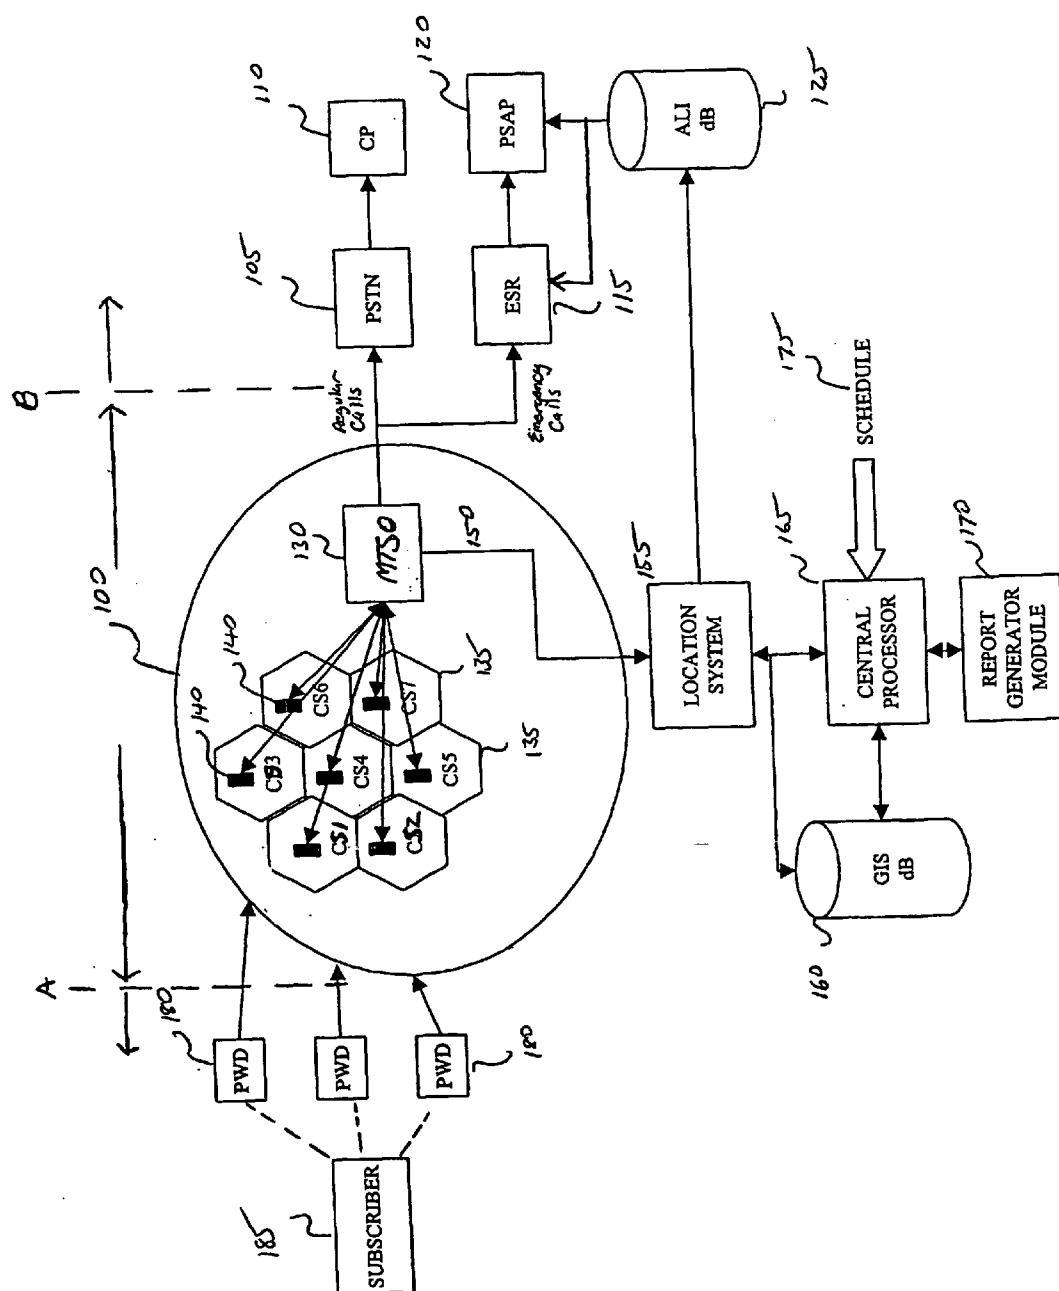 B
A
100
110
CP
120
PSAP
105
PSTN
ESR
115
ALI
dB
125
Regular
Calls
Emergency
Calls
130
MTSO
150
140
140
CS6
CS7
135
CS3
CS4
CS5
135
CS1
CS2
180
PWD
PWD
PWD
180
185
SUBSCRIBER
155
LOCATION
SYSTEM
165
CENTRAL
PROCESSOR
175
SCHEDULE
170
REPORT
GENERATOR
MODULE
GIS
dB
160